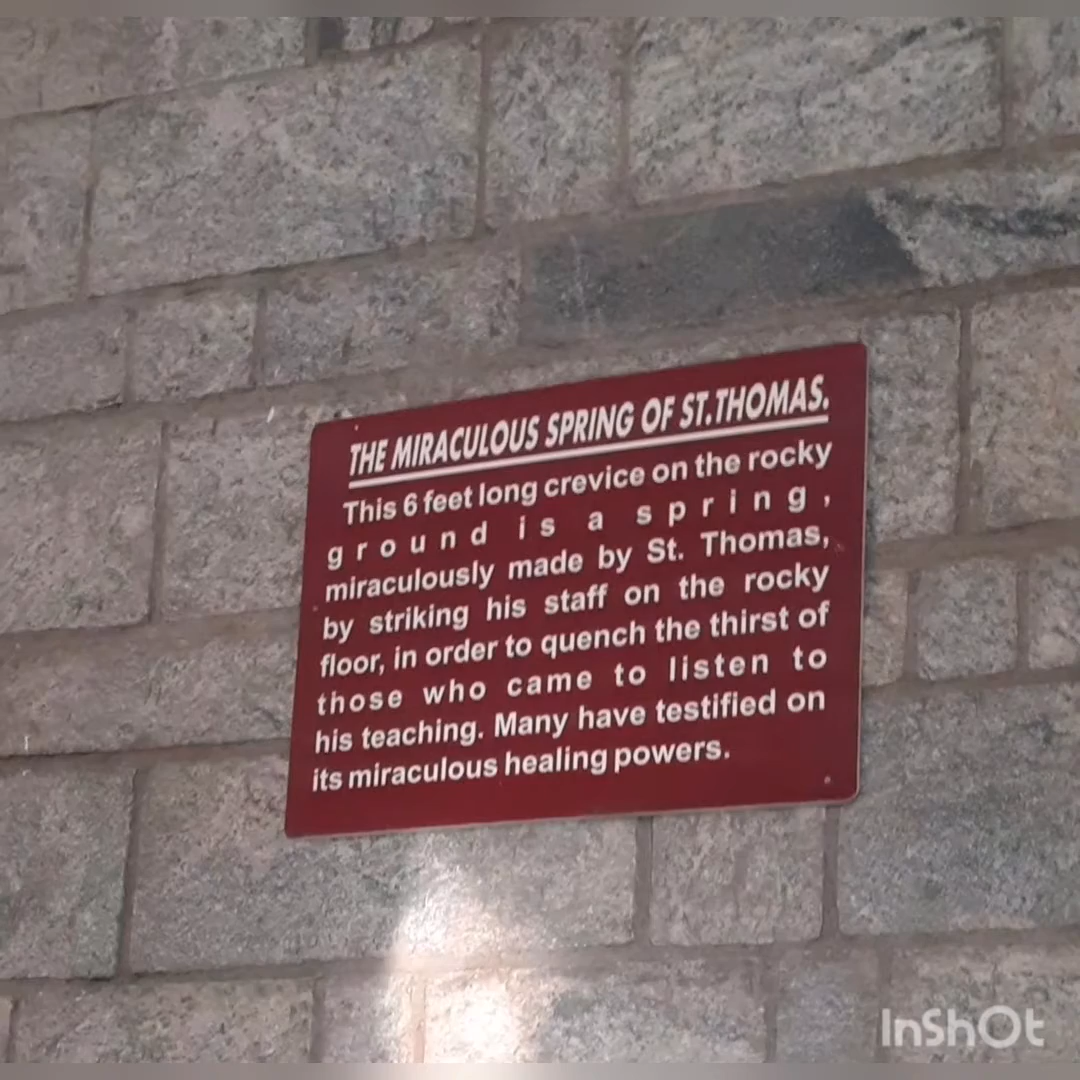 THE MIRACULOUS SPRING OF ST.THOMAS.
This 6 feet long crevice on the rocky
ground is a spring,
miraculously made by St. Thomas,
by striking his staff on the rocky
floor, in order to quench the thirst of
those who came to listen to
his teaching. Many have testified on
its miraculous healing powers.
InShOt